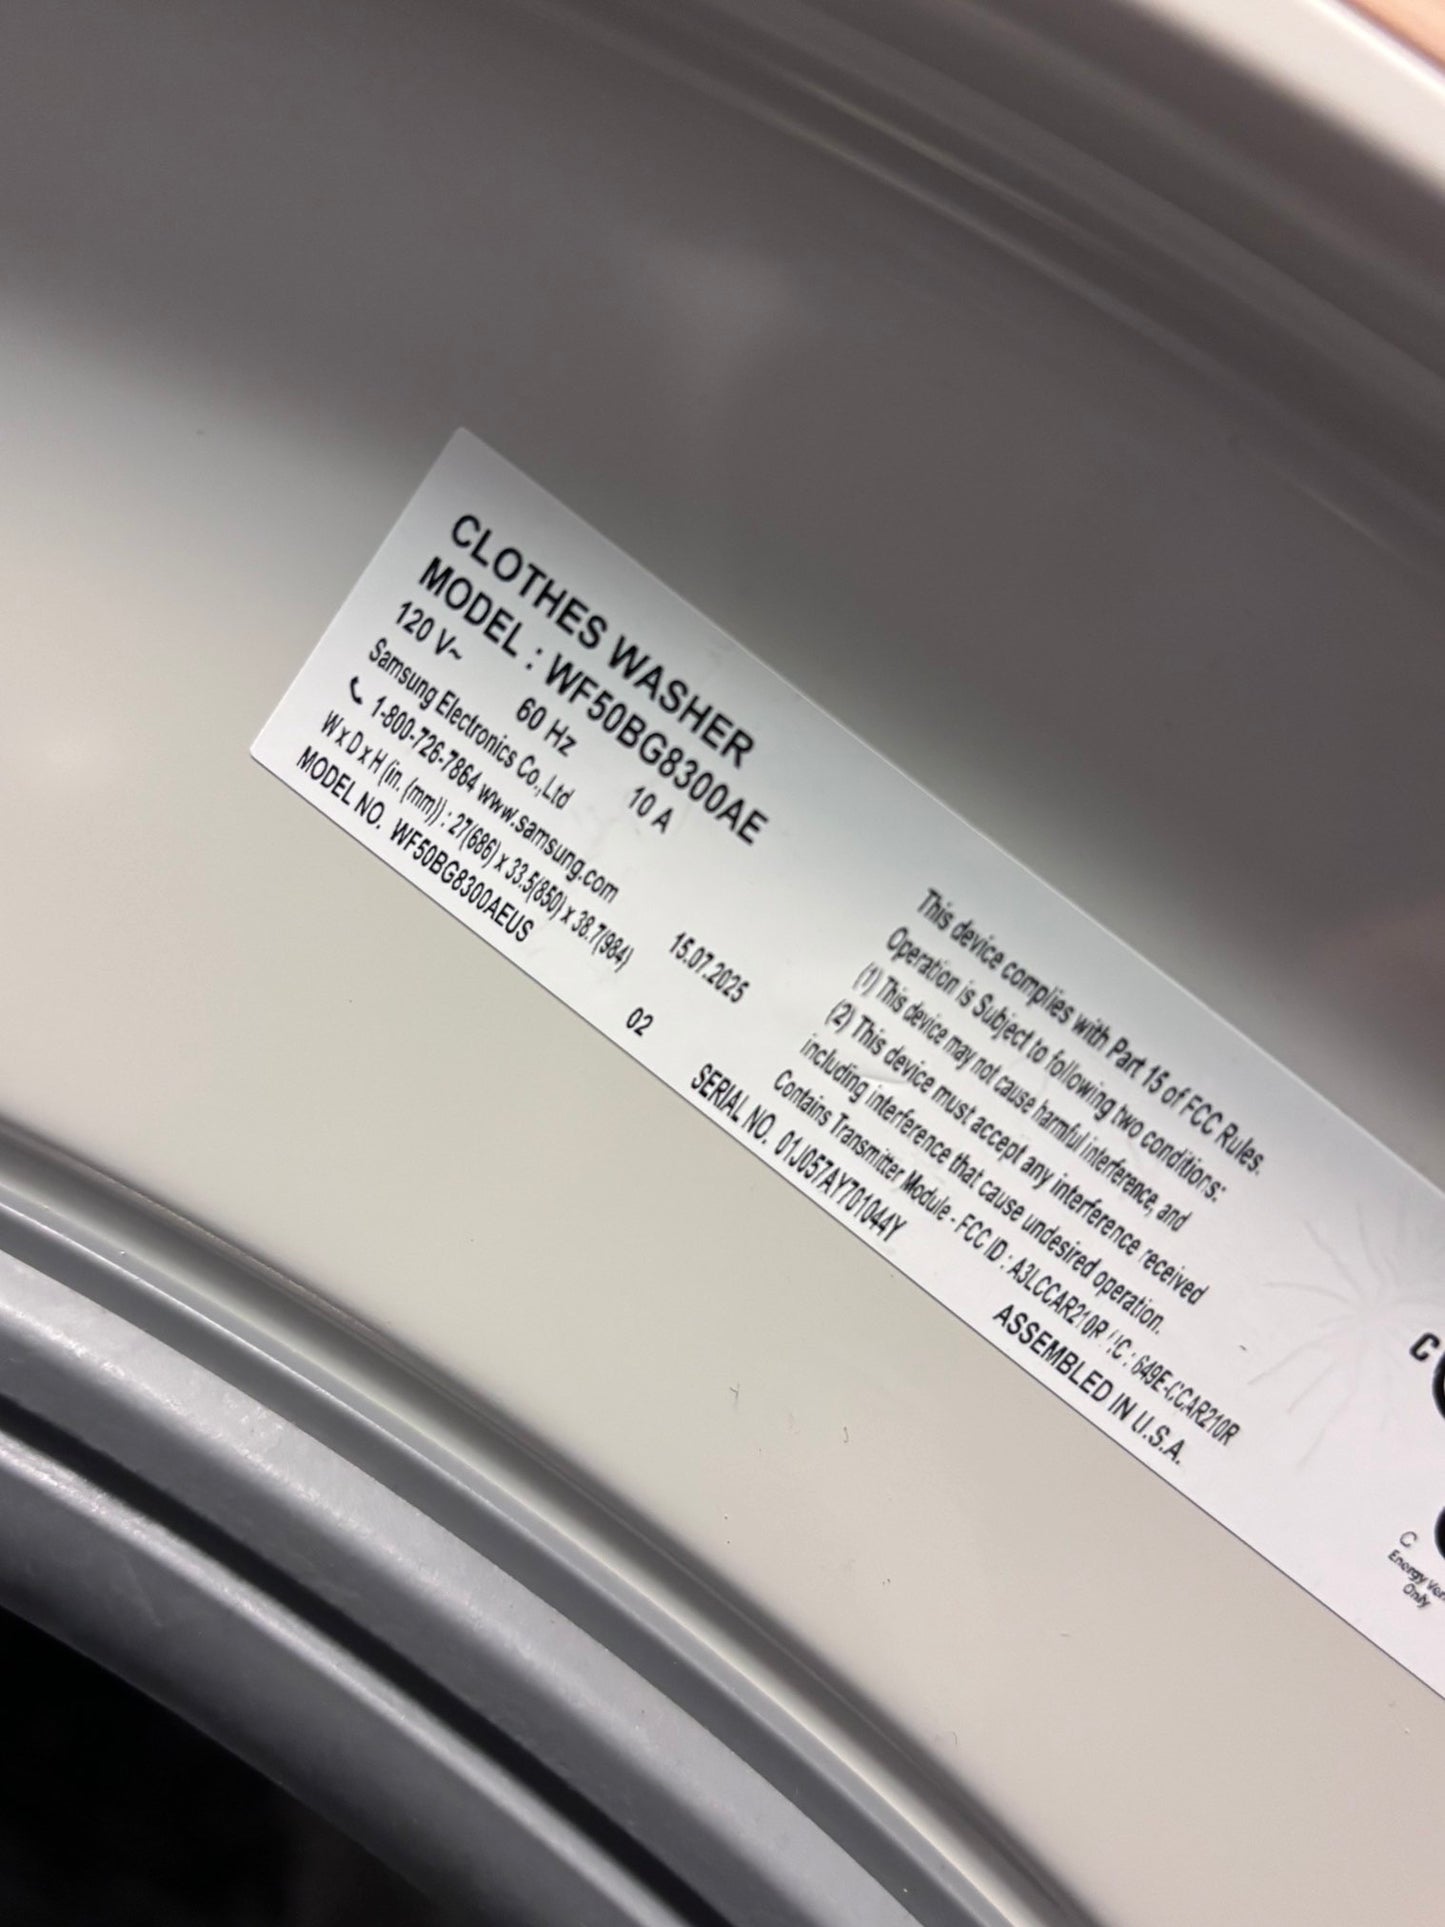 CLOTHES WASHER
MODEL : WF50BG8300AE
120 V~ 60 Hz 10 A
Samsung Electronics Co.,Ltd
1-800-726-7864 www.samsung.com
W x D x H (in. (mm)) : 27(686) x 33.5(850) x 38.7(984)
15.07.2025
MODEL NO. WF50BG8300AEUS
02
This device complies with Part 15 of FCC Rules.
Operation is Subject to following two conditions:
(1) This device may not cause harmful interference, and
(2) This device must accept any interference received
including interference that cause undesired operation.
Contains Transmitter Module - FCC ID : A3LCCAR210R IC : 649E-CCAR210R
SERIAL NO. 01J057AY701044Y
ASSEMBLED IN U.S.A.
C
C
Energy
Only